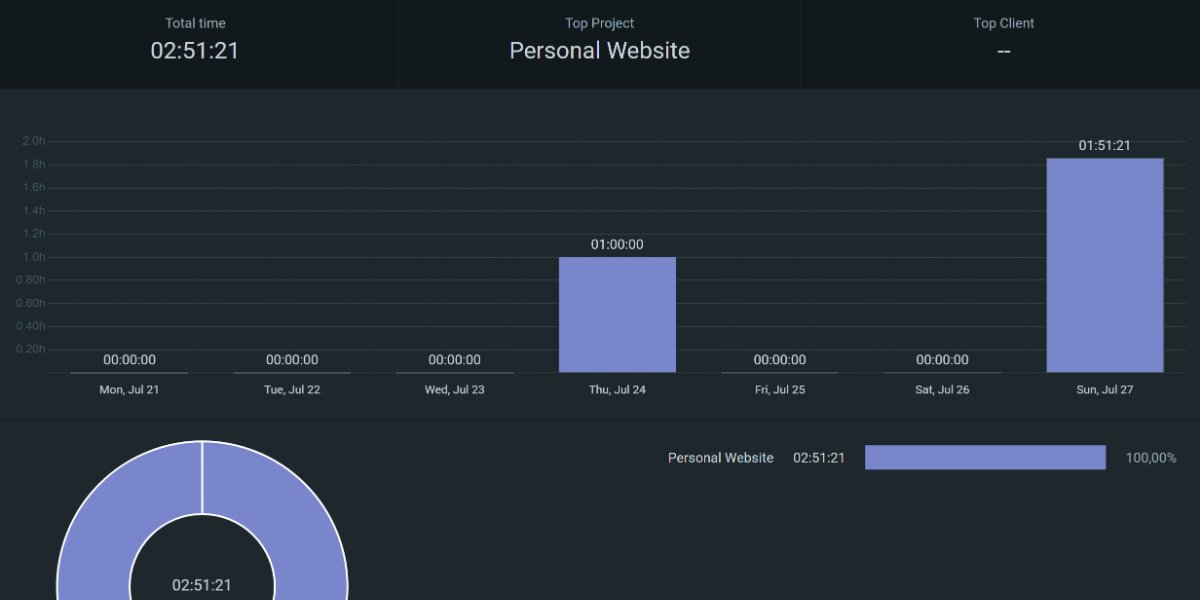 Total time
02:51:21
Top Project
Personal Website
Top Client
--
2.0h
1.8h
1.6h
1.4h
1.2h
1.0h
0.80h
0.60h
0.40h
0.20h
00:00:00
00:00:00
00:00:00
01:00:00
00:00:00
00:00:00
01:51:21
Mon, Jul 21
Tue, Jul 22
Wed, Jul 23
Thu, Jul 24
Fri, Jul 25
Sat, Jul 26
Sun, Jul 27
Personal Website 02:51:21 100,00%
02:51:21